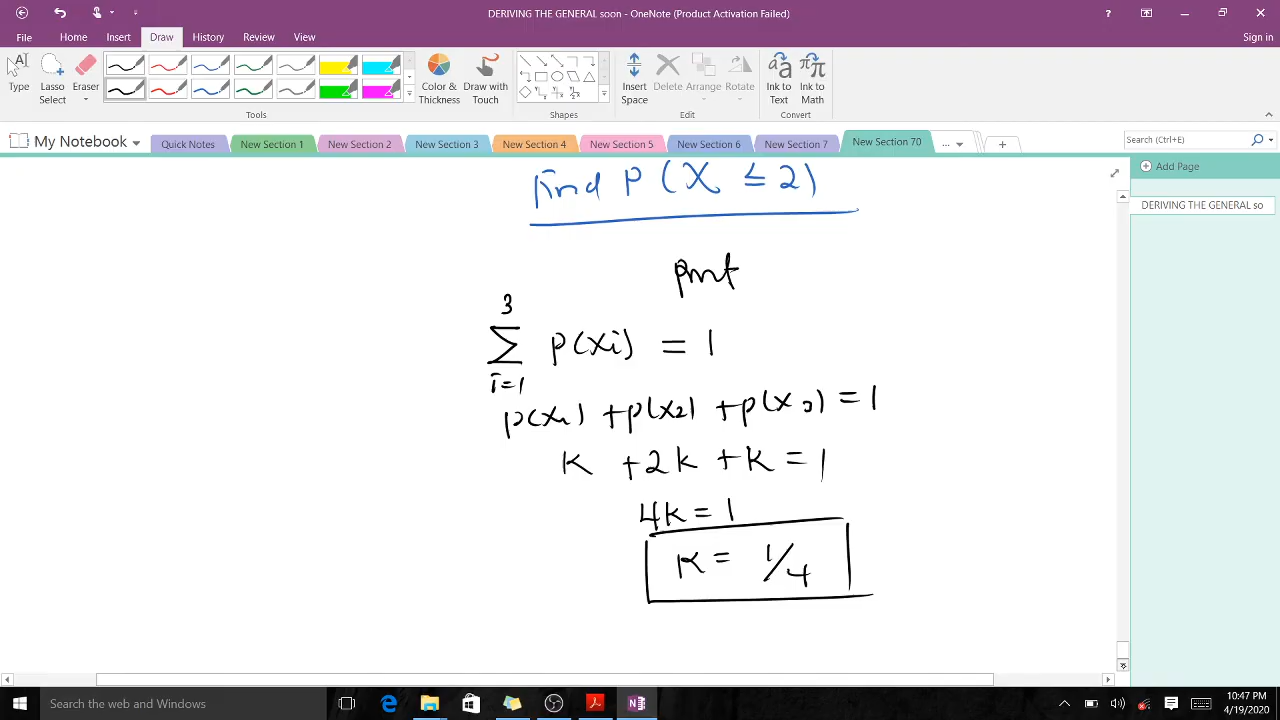 DERIVING THE GENERAL soon - OneNote (Product Activation Failed)
File Home Insert Draw History Review View Sign in
Type Lasso Select Eraser Color & Thickness Draw with Touch Insert Space Delete Arrange Rotate Ink to Text Ink to Math
Tools Shapes Edit Convert
My Notebook Quick Notes New Section 1 New Section 2 New Section 3 New Section 4 New Section 5 New Section 6 New Section 7 New Section 70 ... Search (Ctrl+E)
Add Page
DERIVING THE GENERAL so
Find P(X ≤ 2)
pmf
3
∑ p(xi) = 1
i=1
p(x1) + p(x2) + p(x3) = 1
K + 2K + K = 1
4K = 1
K = 1/4
Search the web and Windows
10:47 PM
4/19/2020